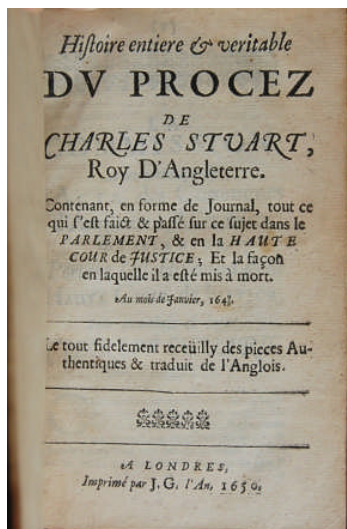 Hiſtoire entiere & veritable
DV PROCEZ
DE
CHARLES STVART,
Roy D'Angleterre.
Contenant, en forme de Journal, tout ce
qui s'eſt faict & paſſé ſur ce ſujet dans le
PARLEMENT, & en la HAUTE
COUR de JUSTICE; Et la façon
en laquelle il a eſté mis à mort.
Au mois de Janvier,
Le tout fidelement receüilly des pieces Au-
thentiques & traduit de l'Anglois.
A LONDRES,
Imprimé par J. G. l'An, 1650.